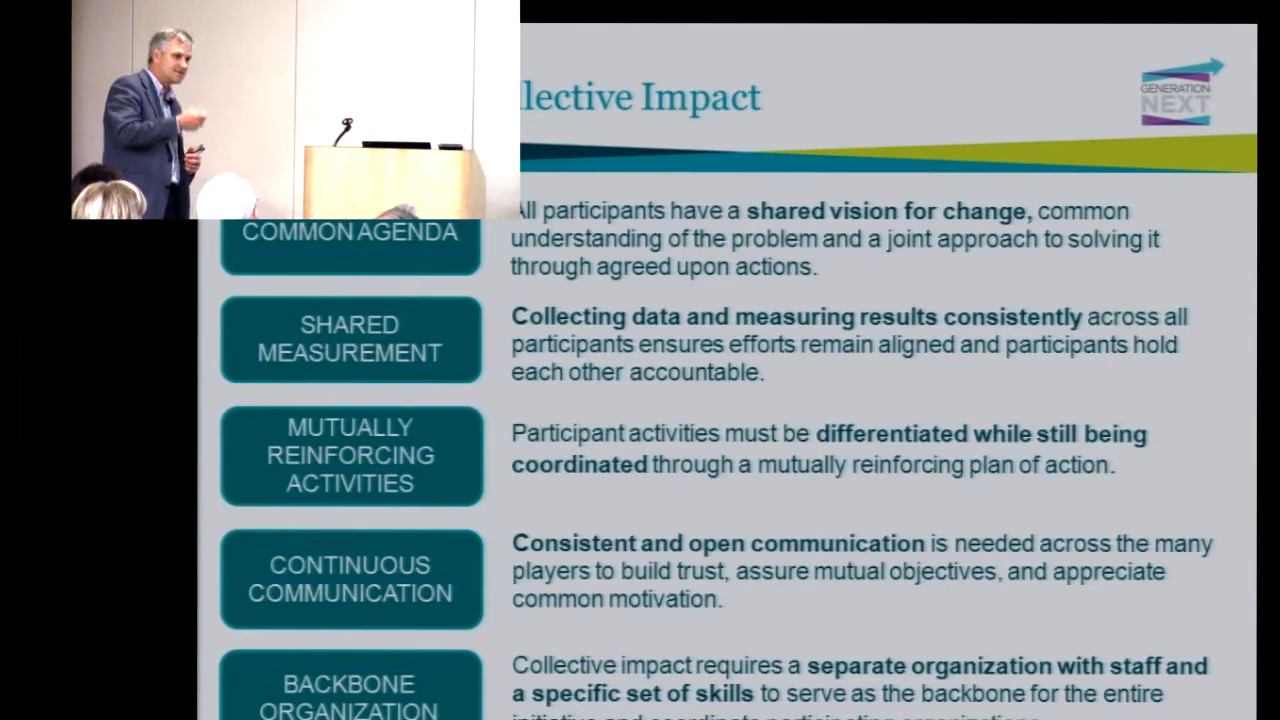 llective Impact
GENERATION
NEXT
COMMON AGENDA
All participants have a shared vision for change, common
understanding of the problem and a joint approach to solving it
through agreed upon actions.
SHARED
MEASUREMENT
Collecting data and measuring results consistently across all
participants ensures efforts remain aligned and participants hold
each other accountable.
MUTUALLY
REINFORCING
ACTIVITIES
Participant activities must be differentiated while still being
coordinated through a mutually reinforcing plan of action.
CONTINUOUS
COMMUNICATION
Consistent and open communication is needed across the many
players to build trust, assure mutual objectives, and appreciate
common motivation.
BACKBONE
ORGANIZATION
Collective impact requires a separate organization with staff and
a specific set of skills to serve as the backbone for the entire